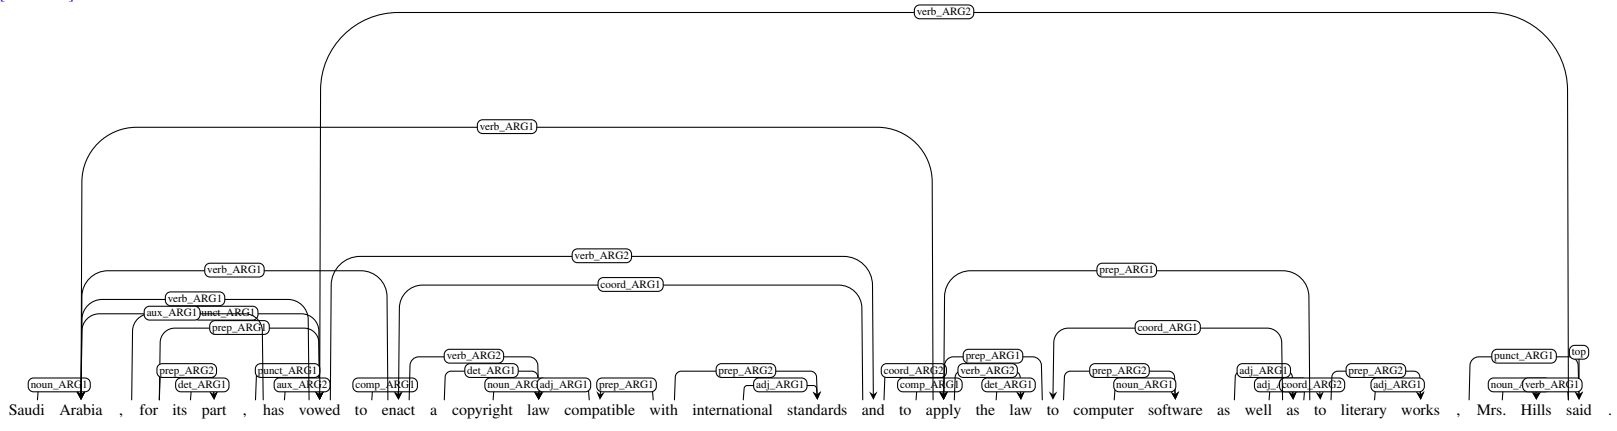 verb_ARG2
verb_ARG1
verb_ARG2
verb_ARG1 prep_ARG1
coord_ARG1
verb_ARG1
aux_ARG1
prep_ARG1 coord_ARG1
verb_ARG2 prep_ARG1 punct_ARG1 top
prep_ARG2 punct_ARG1 det_ARG1 prep_ARG2 coord_ARG2 verb_ARG2 prep_ARG2 adj_ARG1 prep_ARG2
noun_ARG1 det_ARG1 aux_ARG2 comp_ARG1 adj_ARG1 prep_ARG1 adj_ARG1 comp_ARG1 det_ARG1 noun_ARG1 coord_ARG2 adj_ARG1 verb_ARG1
Saudi Arabia , for its part , has vowed to enact a copyright law compatible with international standards and to apply the law to computer software as well as to literary works , Mrs. Hills said .